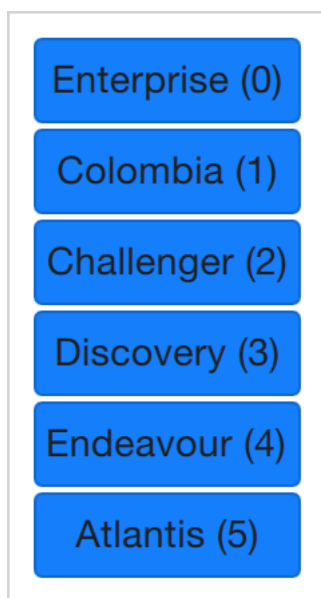 Enterprise (0)
Colombia (1)
Challenger (2)
Discovery (3)
Endeavour (4)
Atlantis (5)